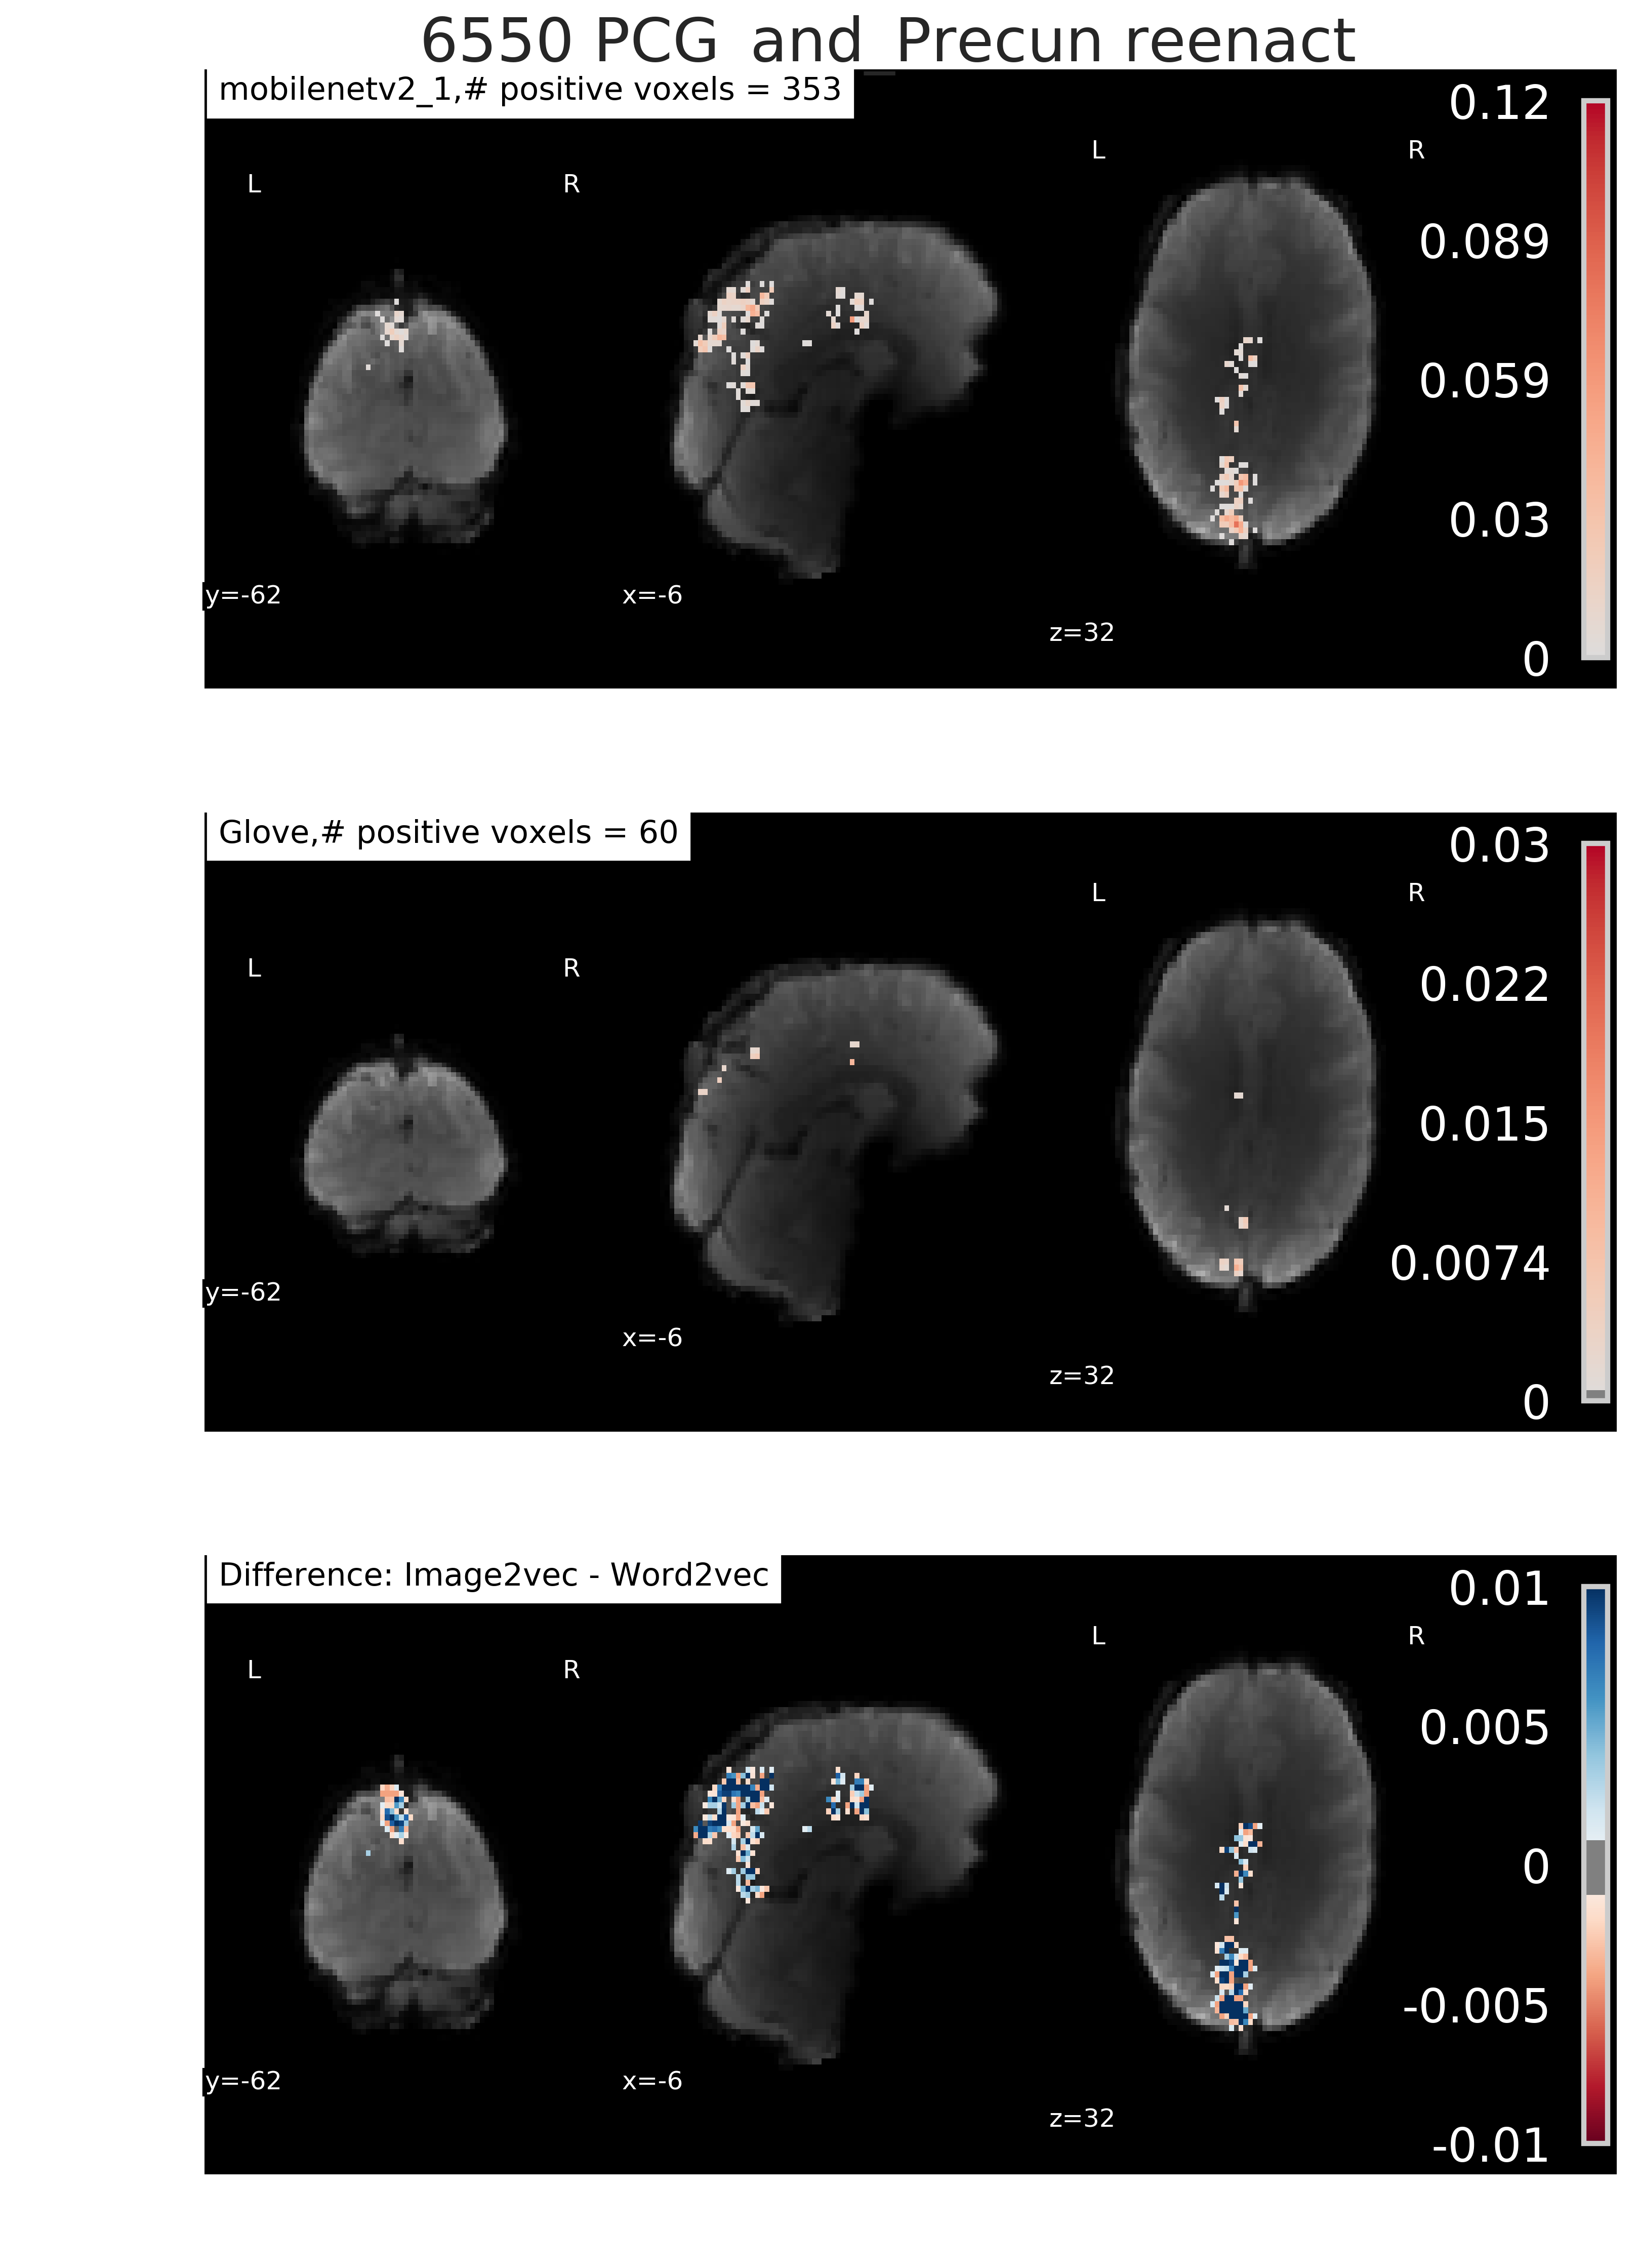 6550 PCG_and_Precun reenact
mobilenetv2_1,# positive voxels = 353
L R L R
0.12
0.089
0.059
0.03
0
y=-62 x=-6 z=32
Glove,# positive voxels = 60
L R L R
0.03
0.022
0.015
0.0074
0
y=-62 x=-6 z=32
Difference: Image2vec - Word2vec
L R L R
0.01
0.005
0
-0.005
-0.01
y=-62 x=-6 z=32